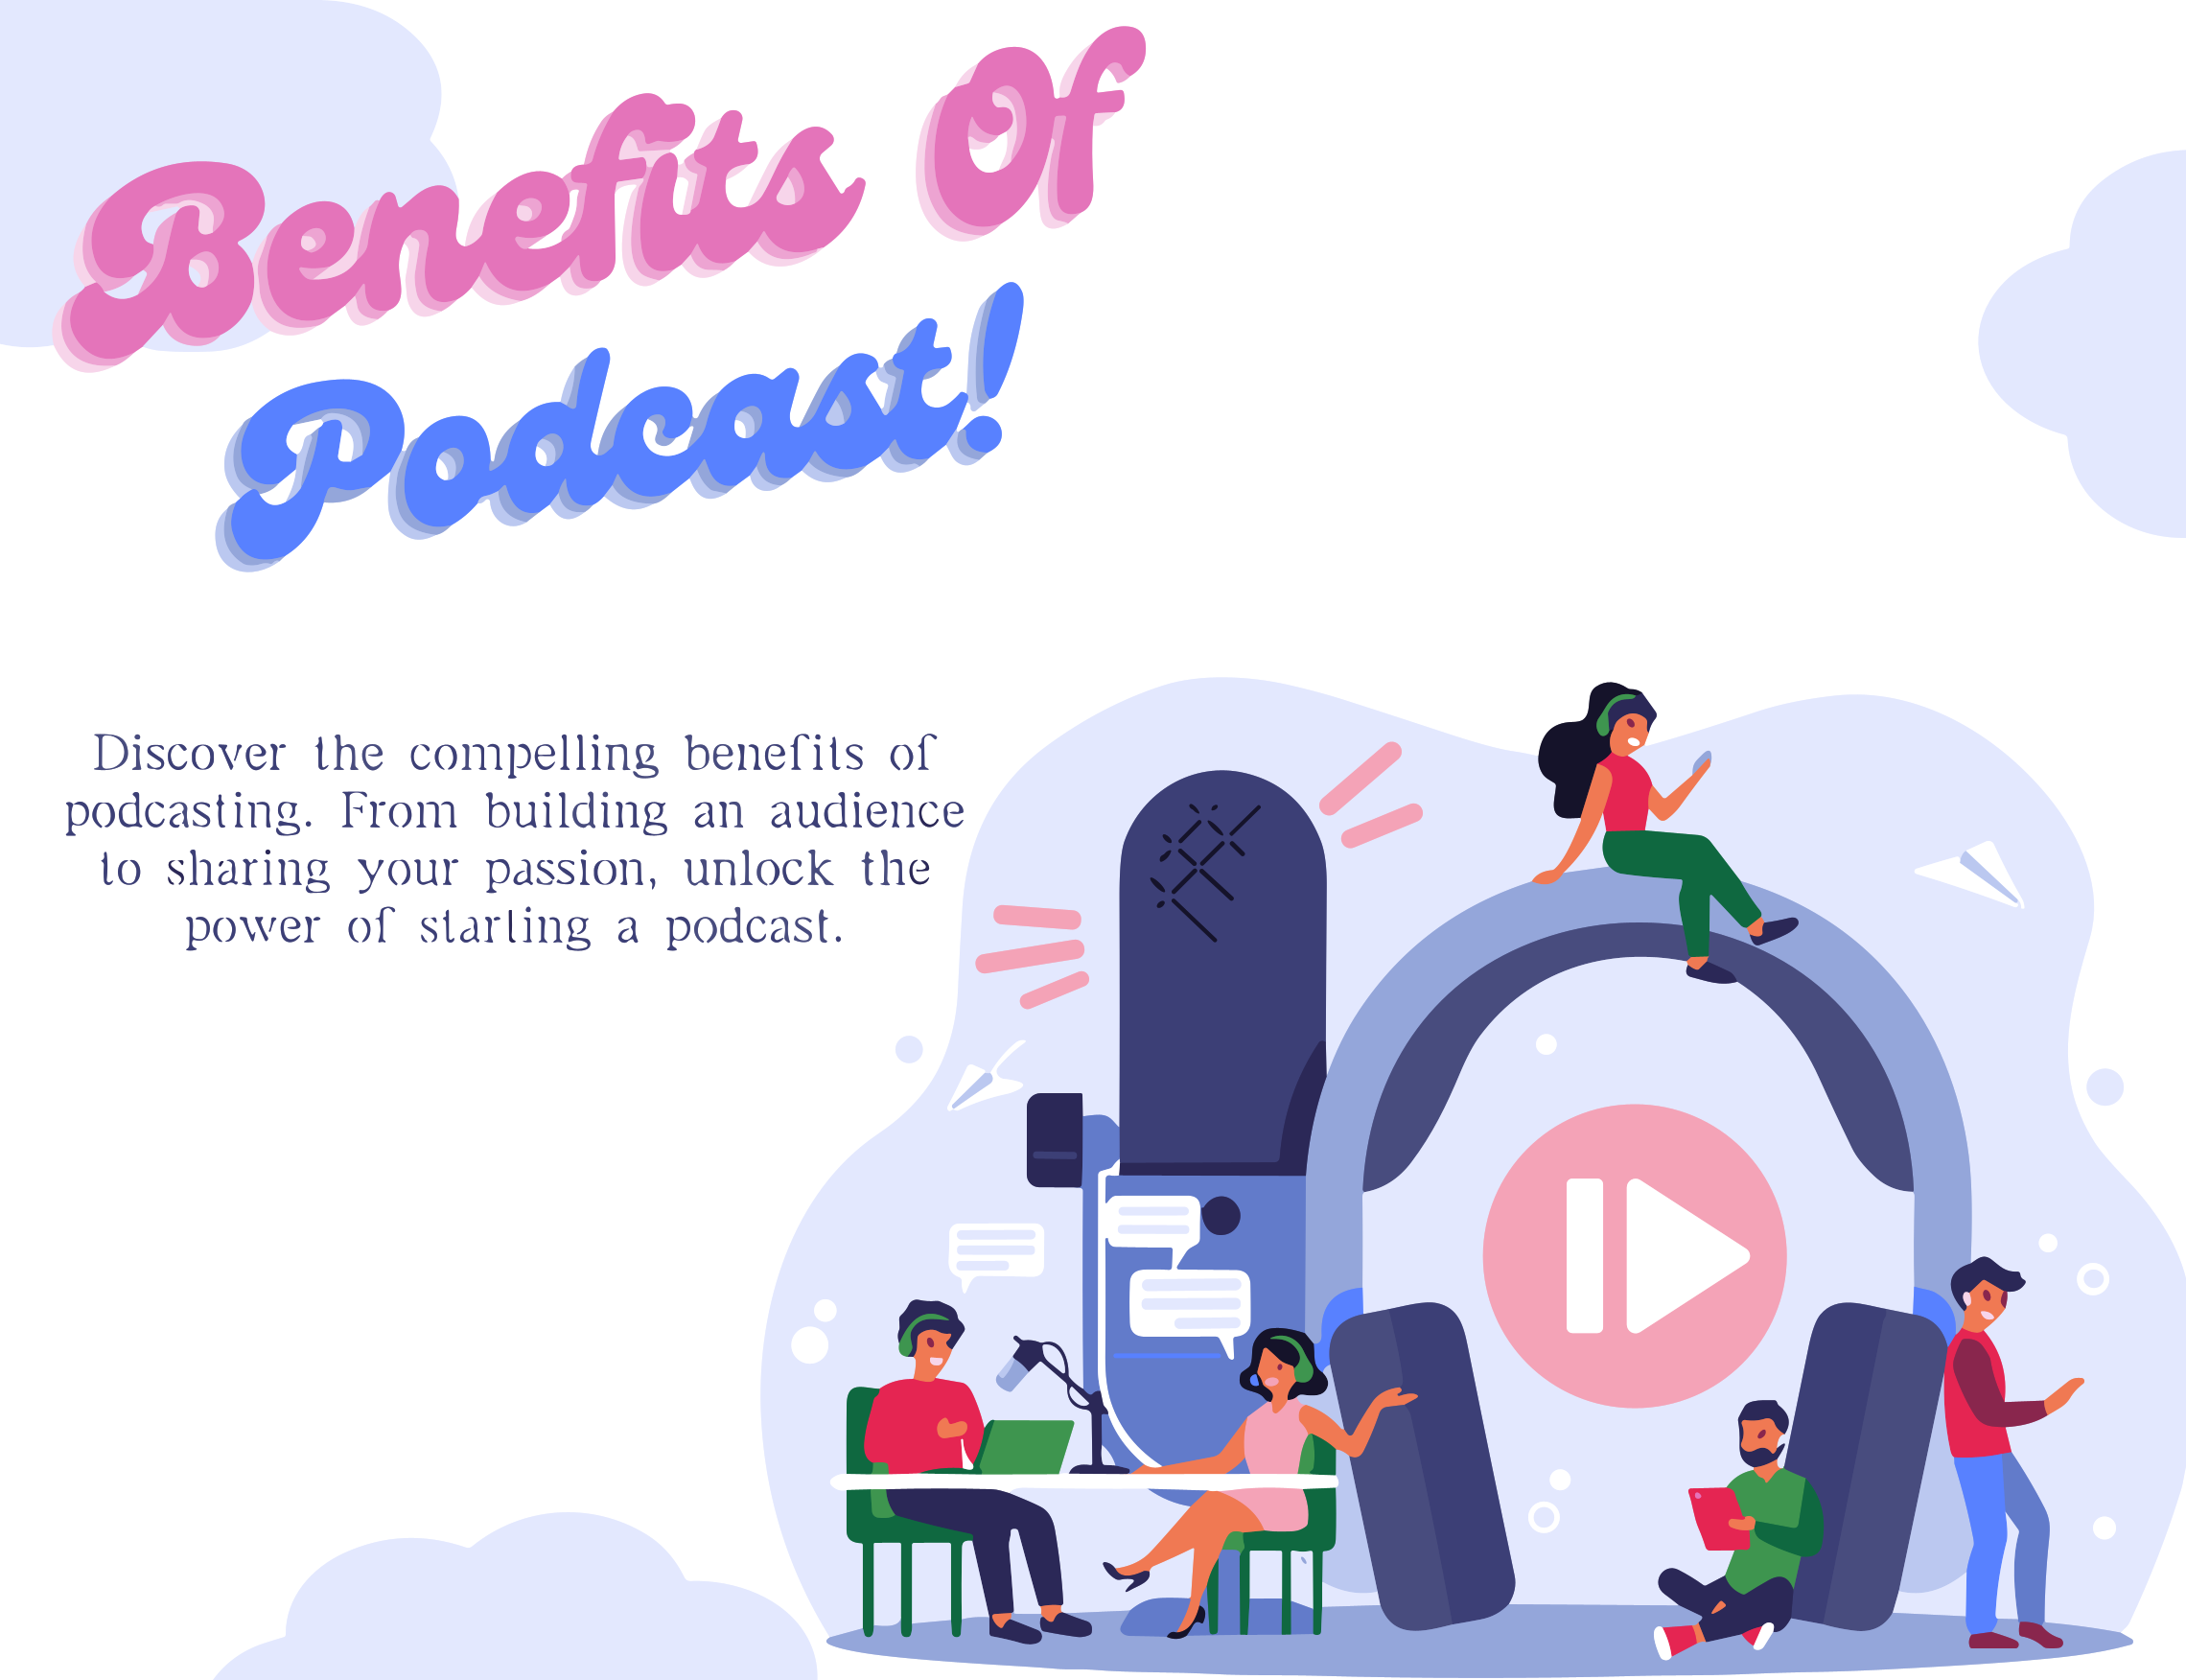 Benefits Of
Podcast!
Discover the compelling benefits of
podcasting. From building an audience
to sharing your passion, unlock the
power of starting a podcast.